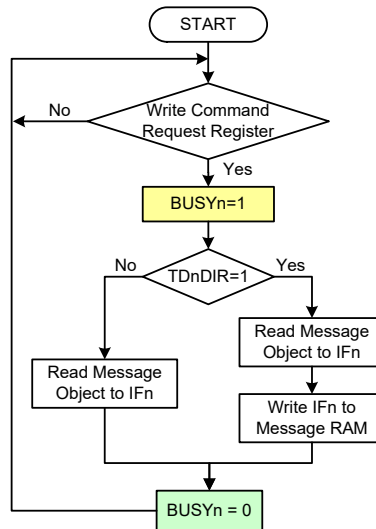 START
Write Command
Request Register
No
Yes
BUSYn=1
No
TDnDIR=1
Yes
Read Message
Object to IFn
Read Message
Object to IFn
Write IFn to
Message RAM
BUSYn = 0